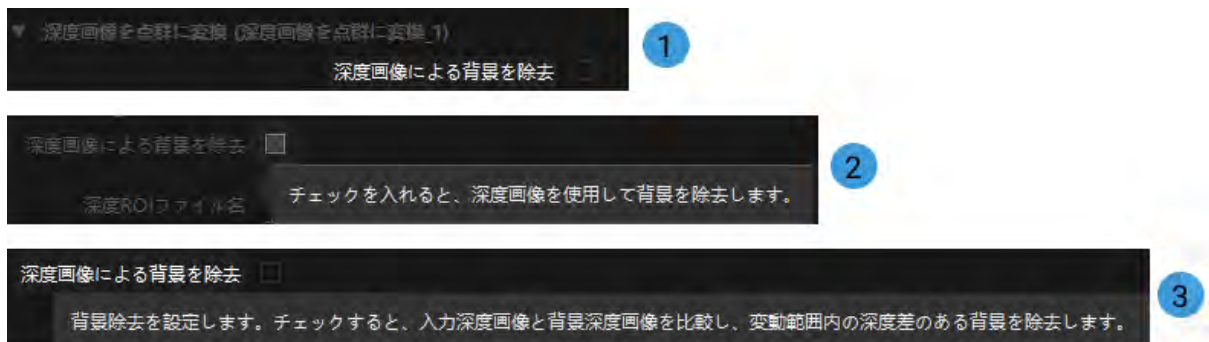 ▼ 深度画像を点群に変換 (深度画像を点群に変換_1)
深度画像による背景を除去
1
深度画像による背景を除去
チェックを入れると、深度画像を使用して背景を除去します。
深度ROIファイル名
2
深度画像による背景を除去
背景除去を設定します。チェックすると、入力深度画像と背景深度画像を比較し、変動範囲内の深度差のある背景を除去します。
3